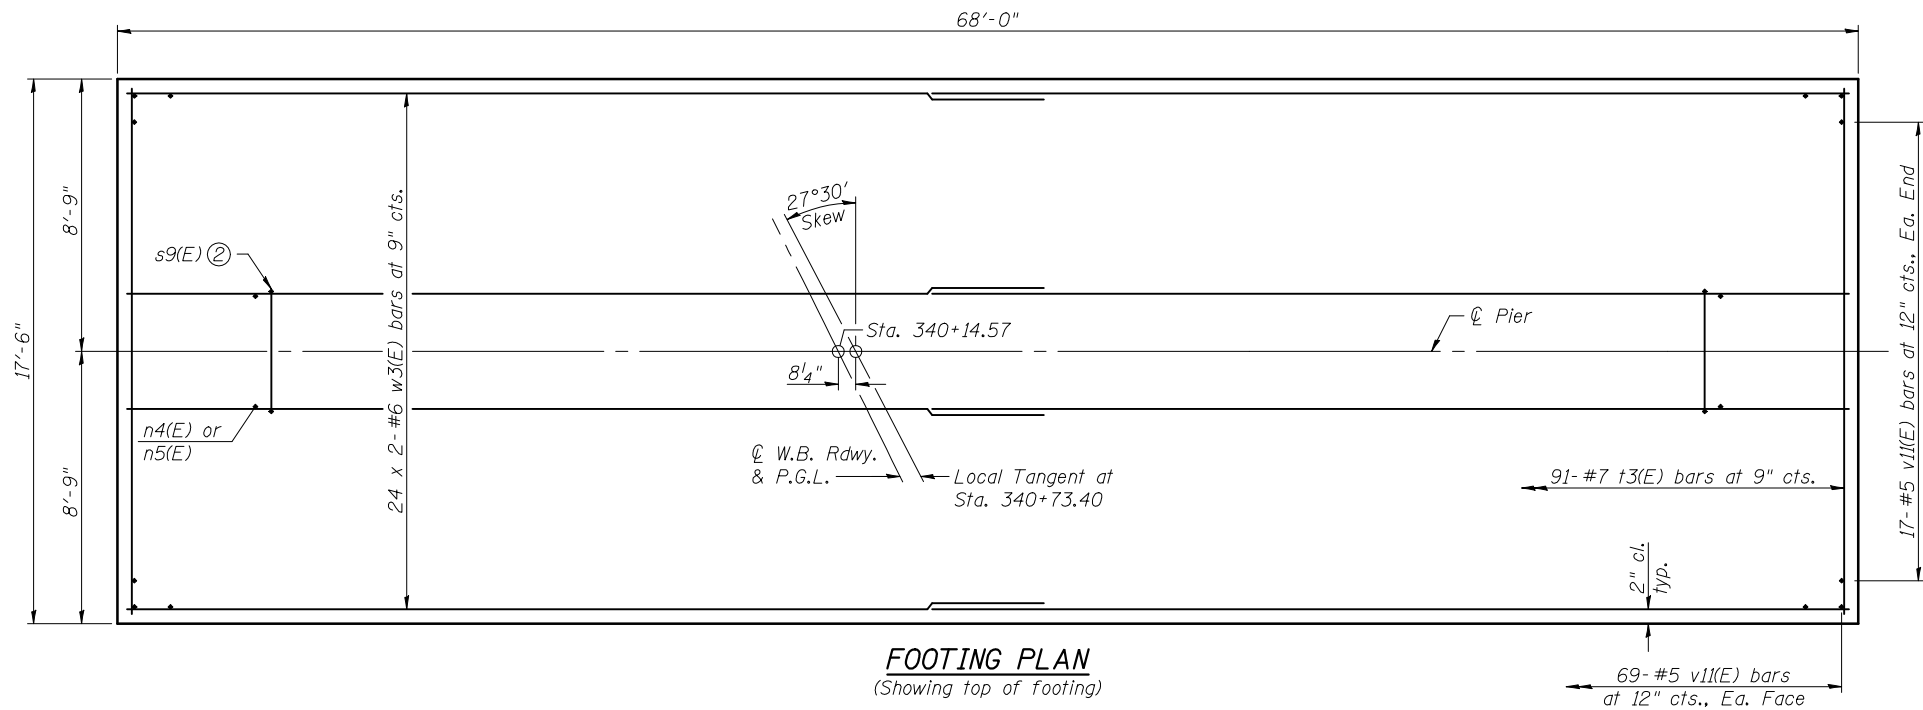 68'-0"
17'-6"
8'-9"
8'-9"
27°30'
Skew
s9(E) 2
24 x 2-#6 w3(E) bars at 9" cts.
Sta. 340+14.57
8¼"
℄ Pier
n4(E) or
n5(E)
℄ W.B. Rdwy.
& P.G.L.
Local Tangent at
Sta. 340+73.40
91-#7 t3(E) bars at 9" cts.
17-#5 v11(E) bars at 12" cts., Ea. End
2" cl.
typ.
FOOTING PLAN
(Showing top of footing)
69-#5 v11(E) bars
at 12" cts., Ea. Face